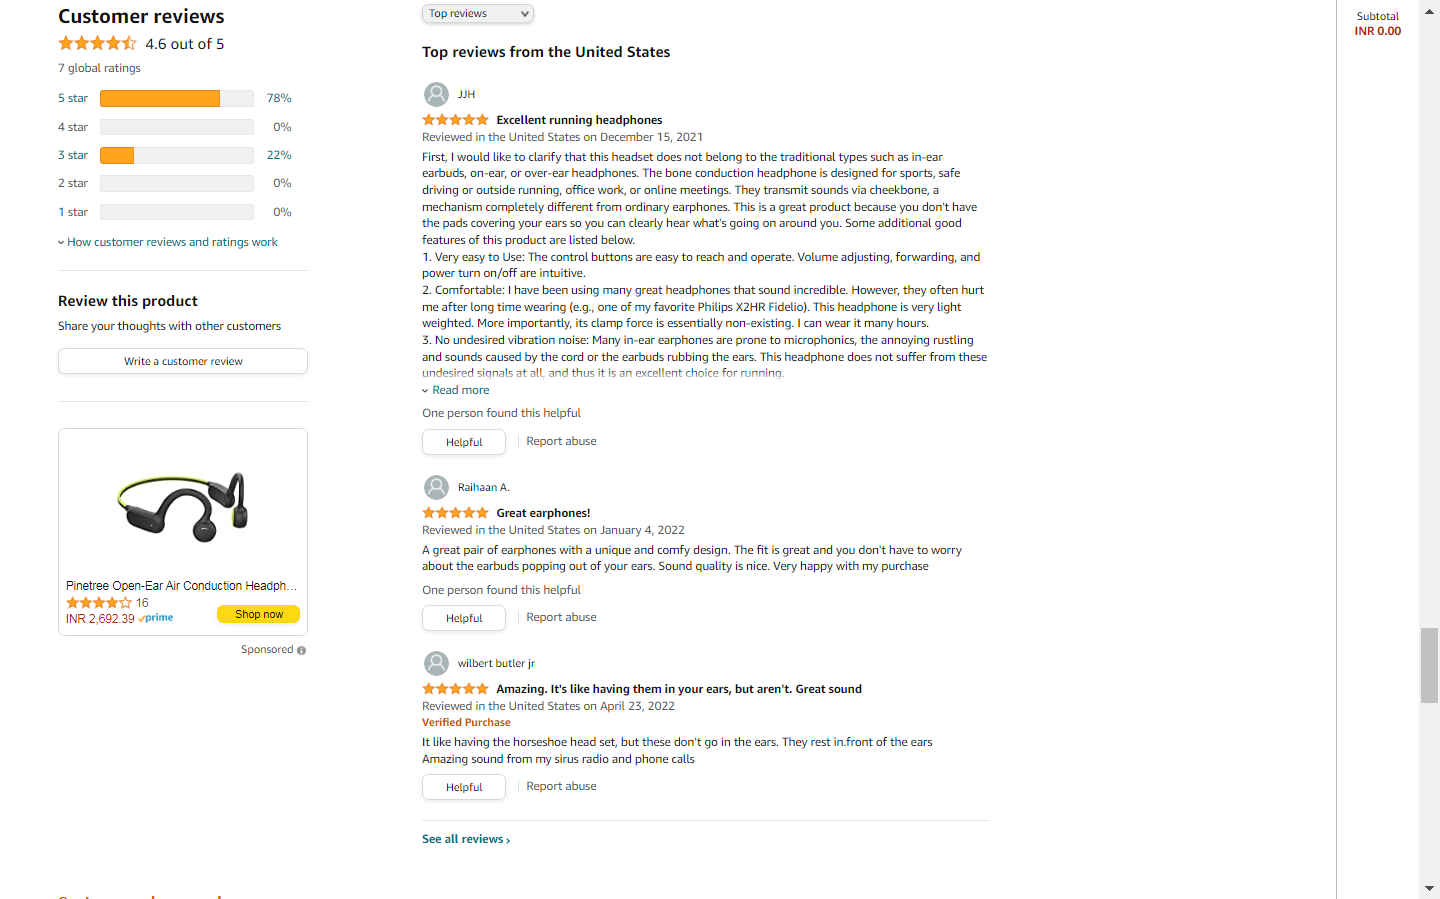 Customer reviews
4.6 out of 5
7 global ratings
5 star 78%
4 star 0%
3 star 22%
2 star 0%
1 star 0%
How customer reviews and ratings work
Review this product
Share your thoughts with other customers
Write a customer review
Pinetree Open-Ear Air Conduction Headph...
16
INR 2,692.39 prime
Shop now
Sponsored
Top reviews
Top reviews from the United States
JJH
Excellent running headphones
Reviewed in the United States on December 15, 2021
First, I would like to clarify that this headset does not belong to the traditional types such as in-ear
earbuds, on-ear, or over-ear headphones. The bone conduction headphone is designed for sports, safe
driving or outside running, office work, or online meetings. They transmit sounds via cheekbone, a
mechanism completely different from ordinary earphones. This is a great product because you don't have
the pads covering your ears so you can clearly hear what's going on around you. Some additional good
features of this product are listed below.
1. Very easy to Use: The control buttons are easy to reach and operate. Volume adjusting, forwarding, and
power turn on/off are intuitive.
2. Comfortable: I have been using many great headphones that sound incredible. However, they often hurt
me after long time wearing (e.g., one of my favorite Philips X2HR Fidelio). This headphone is very light
weighted. More importantly, its clamp force is essentially non-existing. I can wear it many hours.
3. No undesired vibration noise: Many in-ear earphones are prone to microphonics, the annoying rustling
and sounds caused by the cord or the earbuds rubbing the ears. This headphone does not suffer from these
undesired signals at all, and thus it is an excellent choice for running.
Read more
One person found this helpful
Helpful
Report abuse
Raihaan A.
Great earphones!
Reviewed in the United States on January 4, 2022
A great pair of earphones with a unique and comfy design. The fit is great and you don't have to worry
about the earbuds popping out of your ears. Sound quality is nice. Very happy with my purchase
One person found this helpful
Helpful
Report abuse
wilbert butler jr
Amazing. It's like having them in your ears, but aren't. Great sound
Reviewed in the United States on April 23, 2022
Verified Purchase
It like having the horseshoe head set, but these don't go in the ears. They rest in.front of the ears
Amazing sound from my sirus radio and phone calls
Helpful
Report abuse
See all reviews
Subtotal
INR 0.00